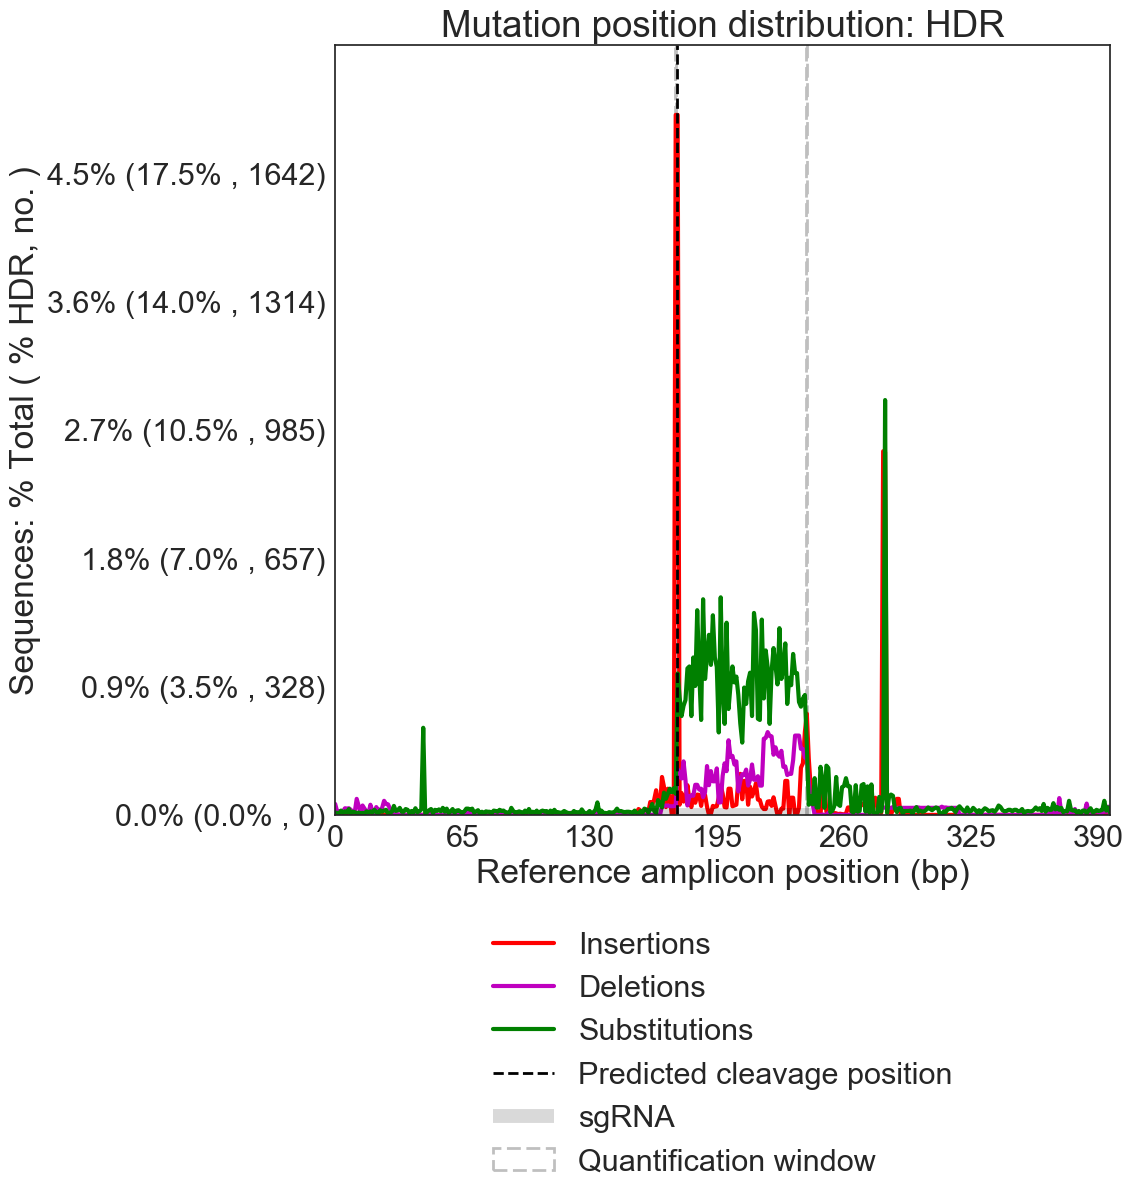 Mutation position distribution: HDR
Sequences: % Total ( % HDR, no. )
4.5% (17.5% , 1642)
3.6% (14.0% , 1314)
2.7% (10.5% , 985)
1.8% (7.0% , 657)
0.9% (3.5% , 328)
0.0% (0.0% , 0)
0 65 130 195 260 325 390
Reference amplicon position (bp)
Insertions
Deletions
Substitutions
Predicted cleavage position
sgRNA
Quantification window